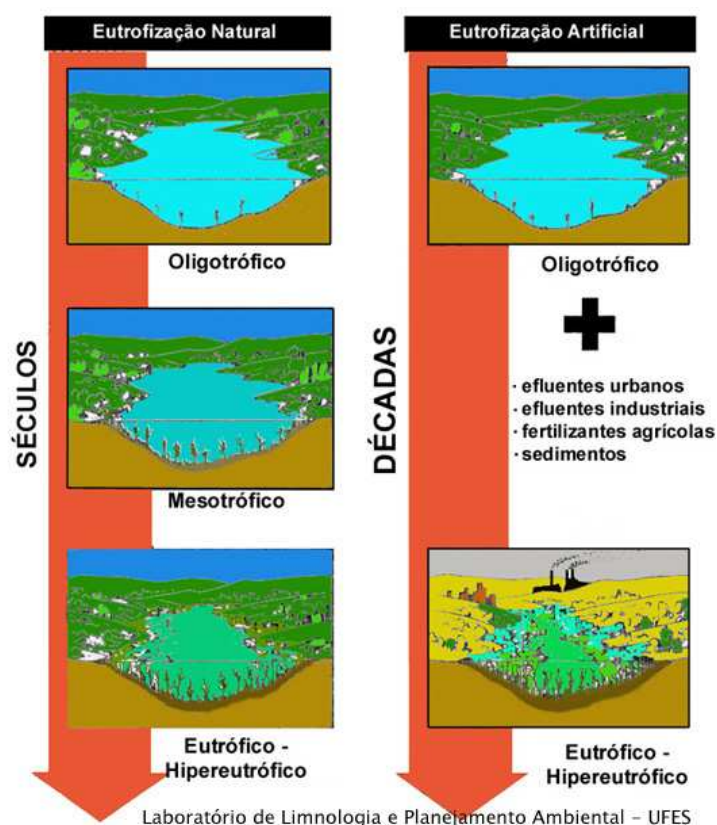 Eutrofização Natural
Oligotrófico
SÉCULOS
Mesotrófico
Eutrófico -
Hipereutrófico
Eutrofização Artificial
Oligotrófico
DÉCADAS
· efluentes urbanos
· efluentes industriais
· fertilizantes agrícolas
· sedimentos
Eutrófico -
Hipereutrófico
Laboratório de Limnologia e Planejamento Ambiental - UFES